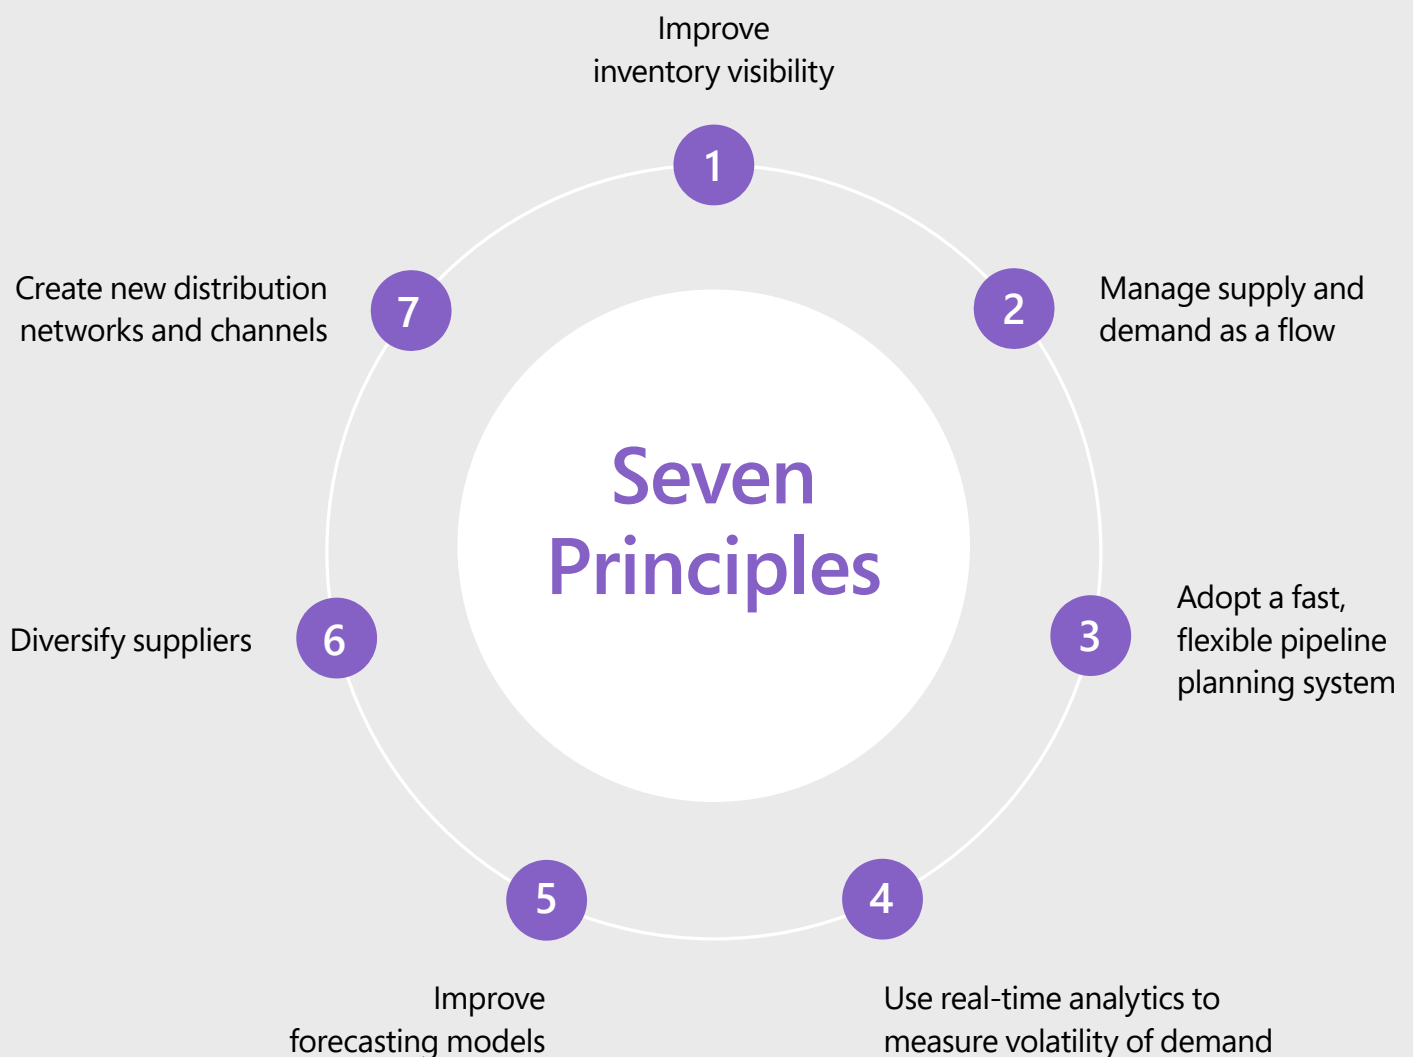 Improve
inventory visibility
1
2
Manage supply and
demand as a flow
3
Adopt a fast,
flexible pipeline
planning system
4
Use real-time analytics to
measure volatility of demand
5
Improve
forecasting models
6
Diversify suppliers
7
Create new distribution
networks and channels
Seven
Principles